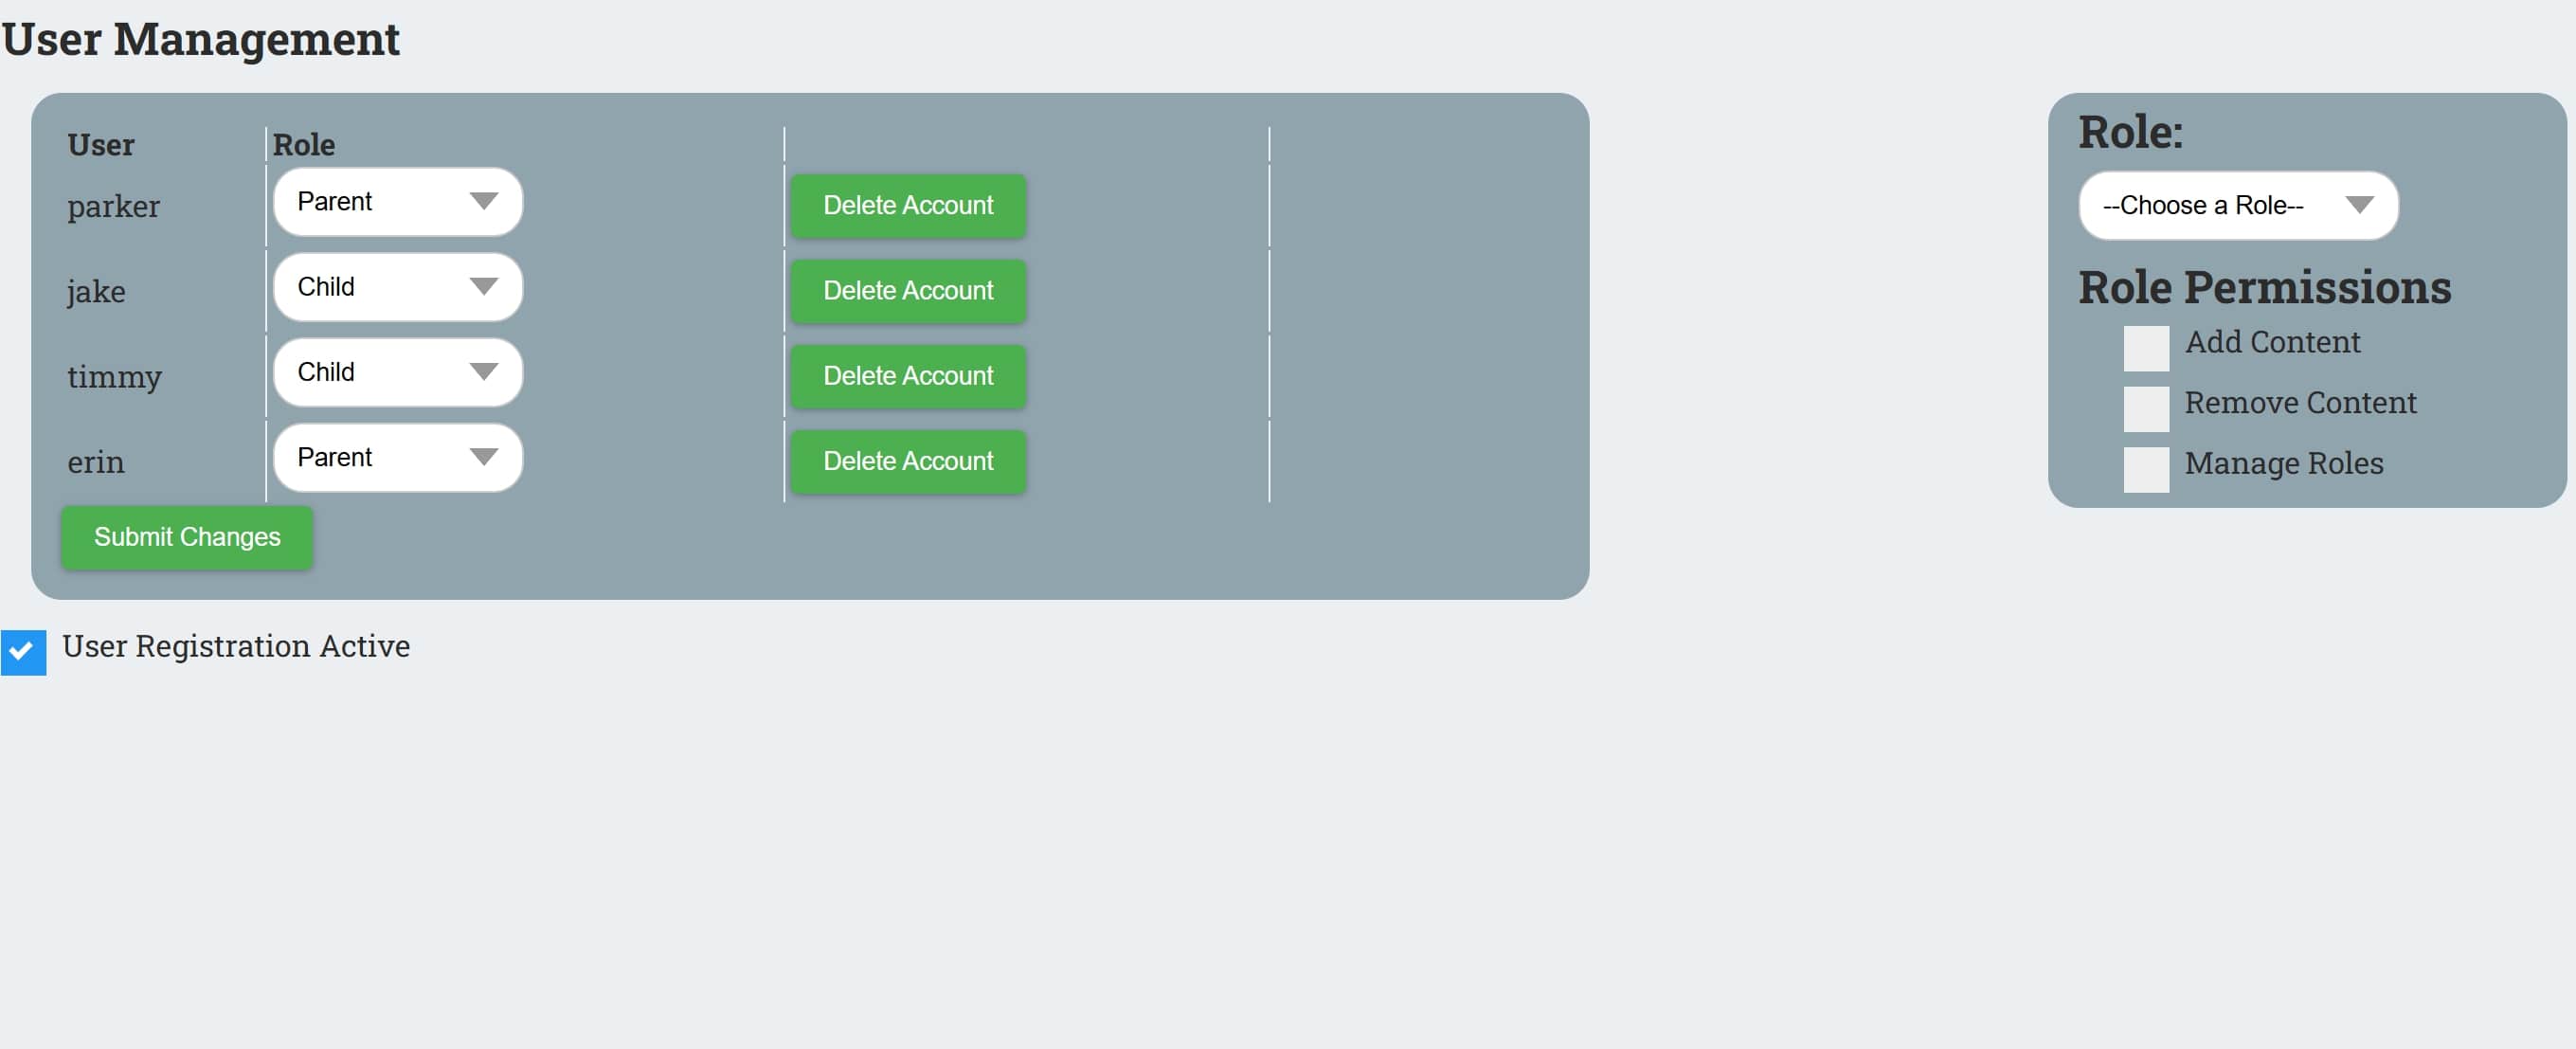 User Management
User Role
parker Parent Delete Account
jake Child Delete Account
timmy Child Delete Account
erin Parent Delete Account
Submit Changes
User Registration Active
Role:
--Choose a Role--
Role Permissions
Add Content
Remove Content
Manage Roles